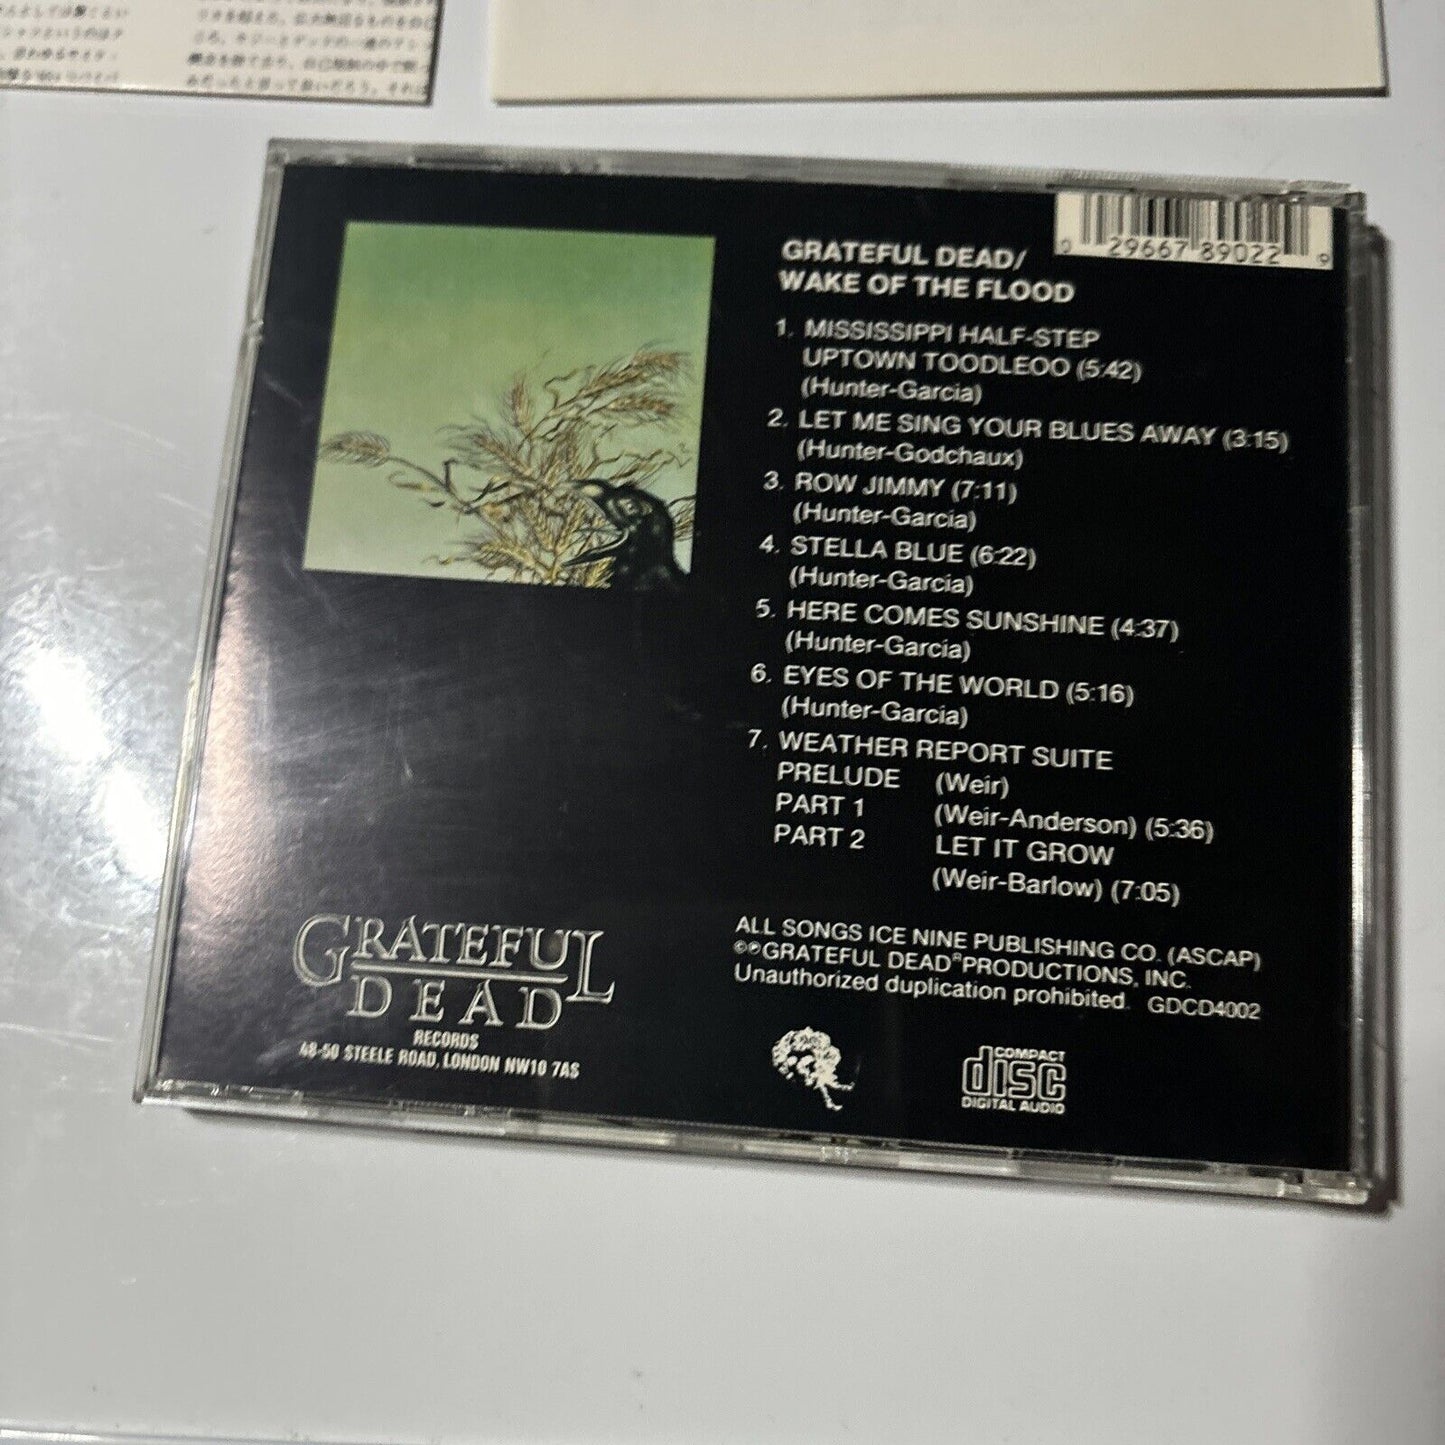 GRATEFUL DEAD/
WAKE OF THE FLOOD
0 29667 89022 9
1. MISSISSIPPI HALF-STEP
UPTOWN TOODLEOO (5:42)
(Hunter-Garcia)
2. LET ME SING YOUR BLUES AWAY (3:15)
(Hunter-Godchaux)
3. ROW JIMMY (7:11)
(Hunter-Garcia)
4. STELLA BLUE (6:22)
(Hunter-Garcia)
5. HERE COMES SUNSHINE (4:37)
(Hunter-Garcia)
6. EYES OF THE WORLD (5:16)
(Hunter-Garcia)
7. WEATHER REPORT SUITE
PRELUDE (Weir)
PART 1 (Weir-Anderson) (5:36)
PART 2 LET IT GROW
(Weir-Barlow) (7:05)
ALL SONGS ICE NINE PUBLISHING CO. (ASCAP)
©℗GRATEFUL DEAD®PRODUCTIONS, INC.
Unauthorized duplication prohibited. GDCD4002
GRATEFUL
DEAD
RECORDS
48-50 STEELE ROAD, LONDON NW10 7AS
COMPACT
disc
DIGITAL AUDIO